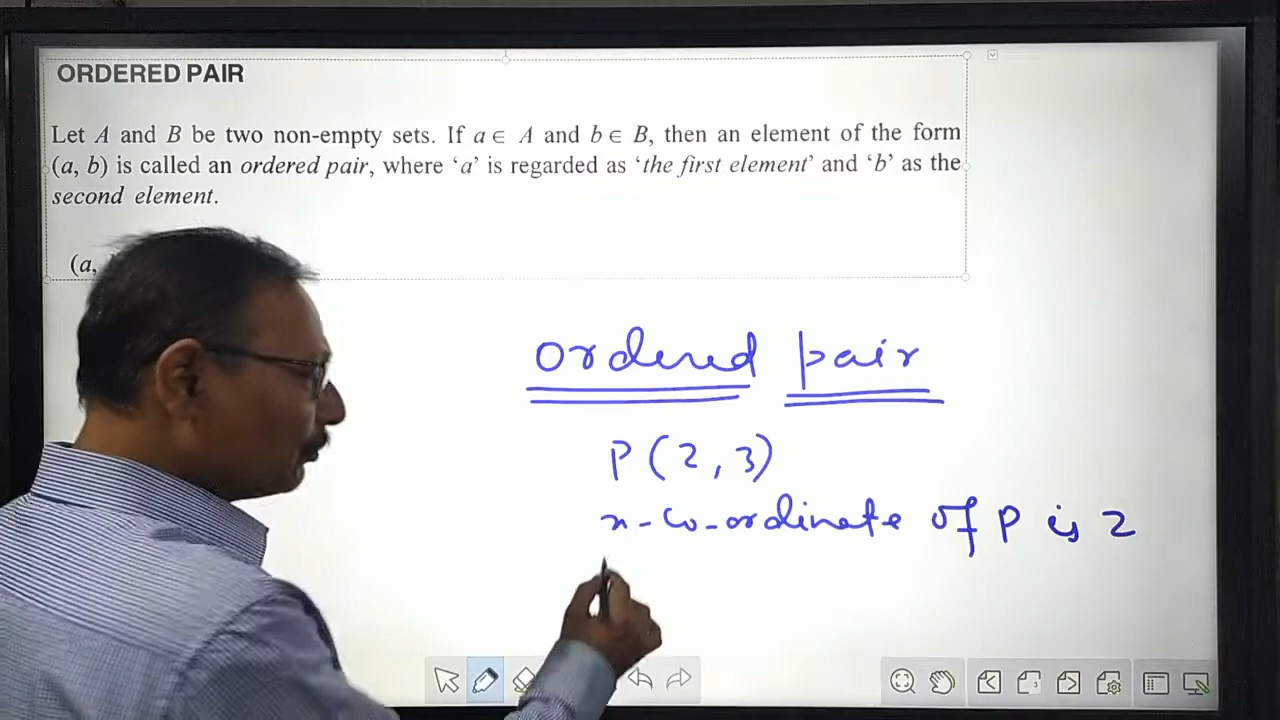 ORDERED PAIR
Let A and B be two non-empty sets. If a ∈ A and b ∈ B, then an element of the form
(a, b) is called an ordered pair, where ‘a’ is regarded as ‘the first element’ and ‘b’ as the
second element.
(a,
ordered pair
P(2,3)
x-co-ordinate of P is 2